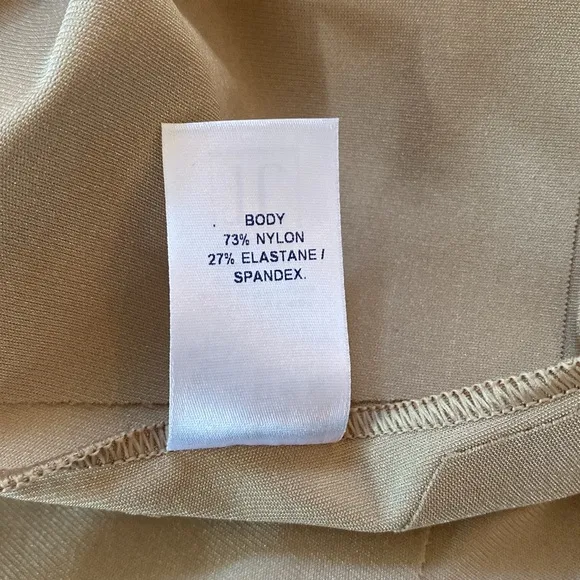 BODY
73% NYLON
27% ELASTANE /
SPANDEX.